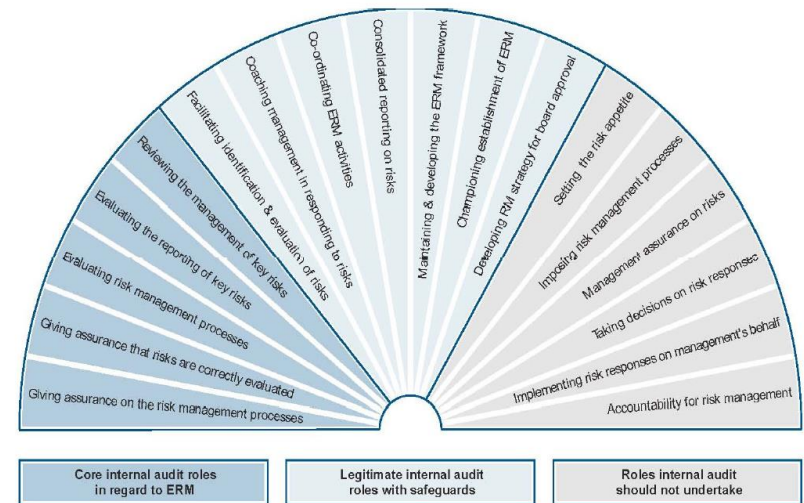 Giving assurance on the risk management processes
Giving assurance that risks are correctly evaluated
Evaluating risk management processes
Evaluating the reporting of key risks
Reviewing the management of key risks
Facilitating identification & evaluation of risks
Coaching management in responding to risks
Co-ordinating ERM activities
Consolidated reporting on risks
Maintaining & developing the ERM framework
Championing establishment of ERM
Developing RM strategy for board approval
Setting the risk appetite
Imposing risk management processes
Management assurance on risks
Taking decisions on risk responses
Implementing risk responses on management's behalf
Accountability for risk management
Core internal audit roles
in regard to ERM
Legitimate internal audit
roles with safeguards
Roles internal audit
should not undertake